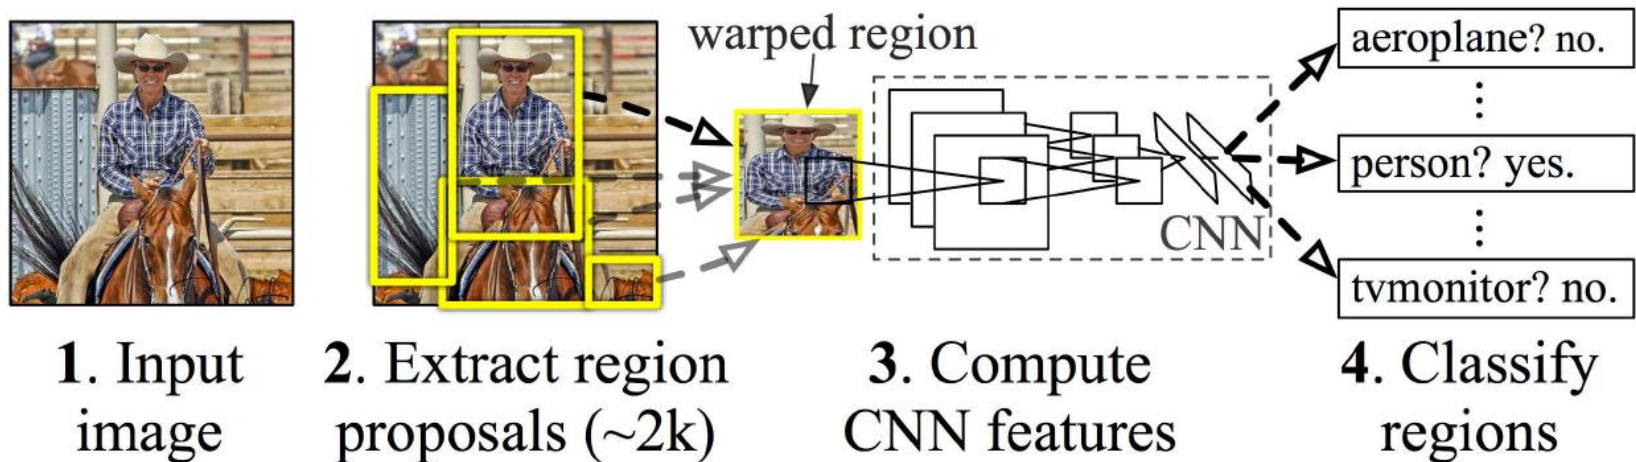 warped region
aeroplane? no.
person? yes.
CNN
tvmonitor? no.
1. Input
image
2. Extract region
proposals (~2k)
3. Compute
CNN features
4. Classify
regions